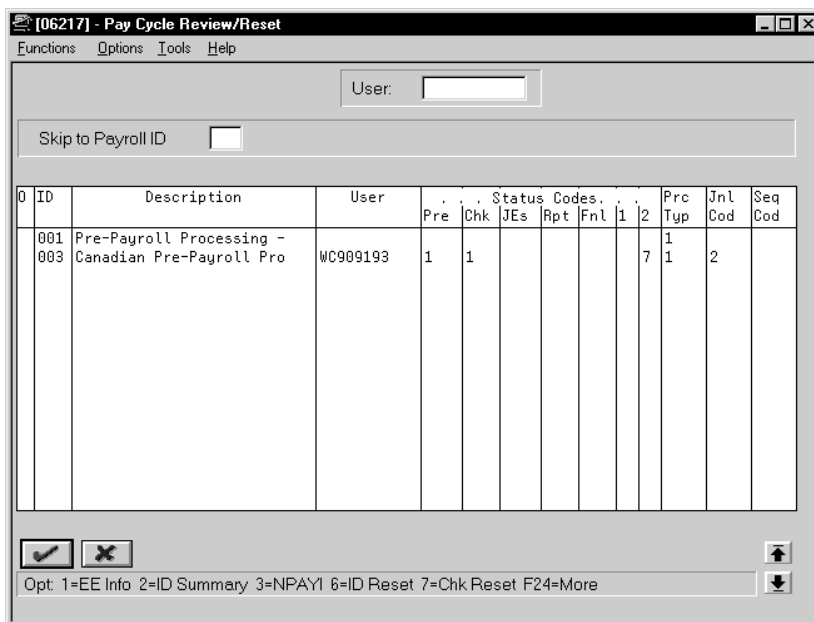 [06217] - Pay Cycle Review/Reset
Functions Options Tools Help
User:
Skip to Payroll ID
O ID Description User . . . Status Codes. . . Prc Jnl Seq
Pre Chk JEs Rpt Fnl 1 2 Typ Cod Cod
001 Pre-Payroll Processing - 1
003 Canadian Pre-Payroll Pro WC909193 1 1 7 1 2
Opt: 1=EE Info 2=ID Summary 3=NPAYI 6=ID Reset 7=Chk Reset F24=More